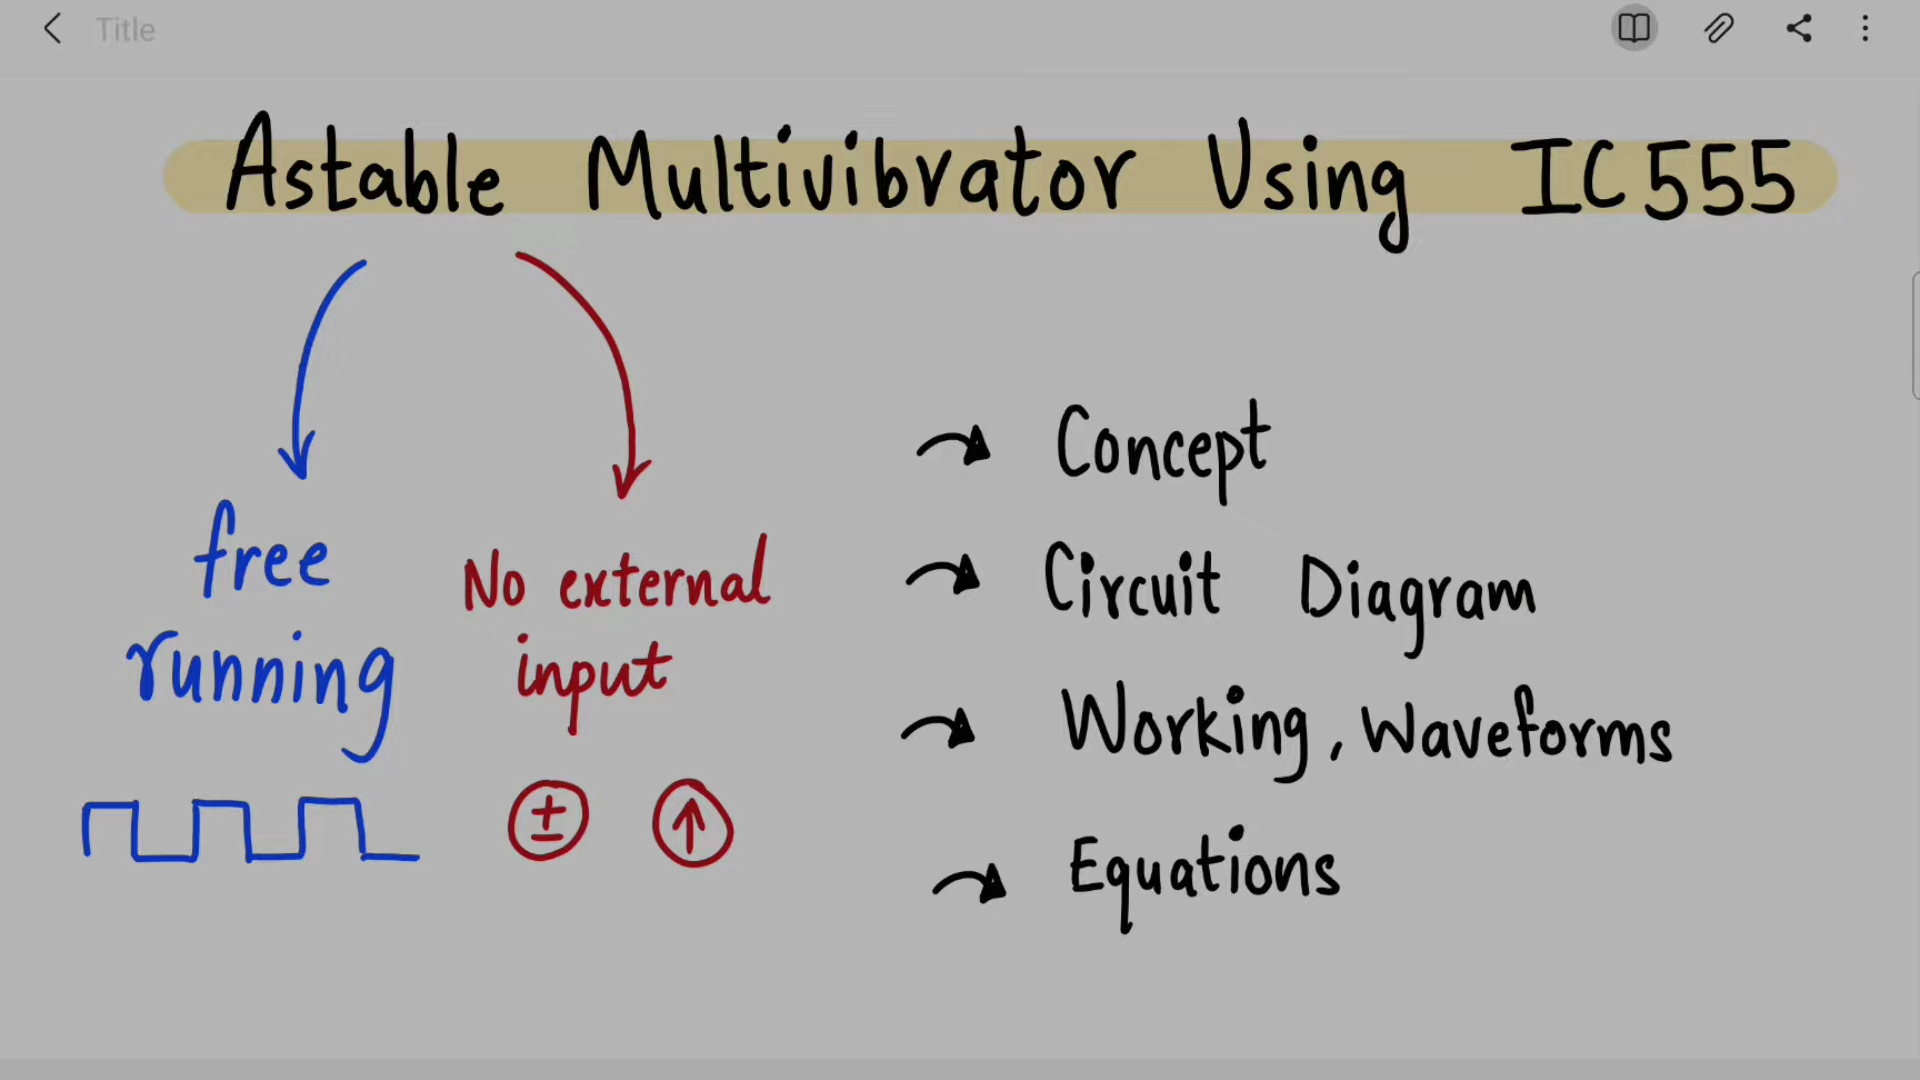 Title
Astable Multivibrator Using IC555
free
running
No external
input
Concept
Circuit Diagram
Working, Waveforms
Equations